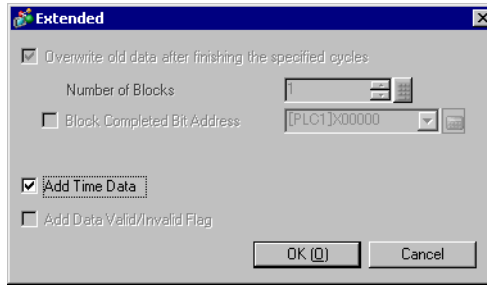 Extended
Overwrite old data after finishing the specified cycles
Number of Blocks 1
Block Completed Bit Address [PLC1]X00000
Add Time Data
Add Data Valid/Invalid Flag
OK (O) Cancel